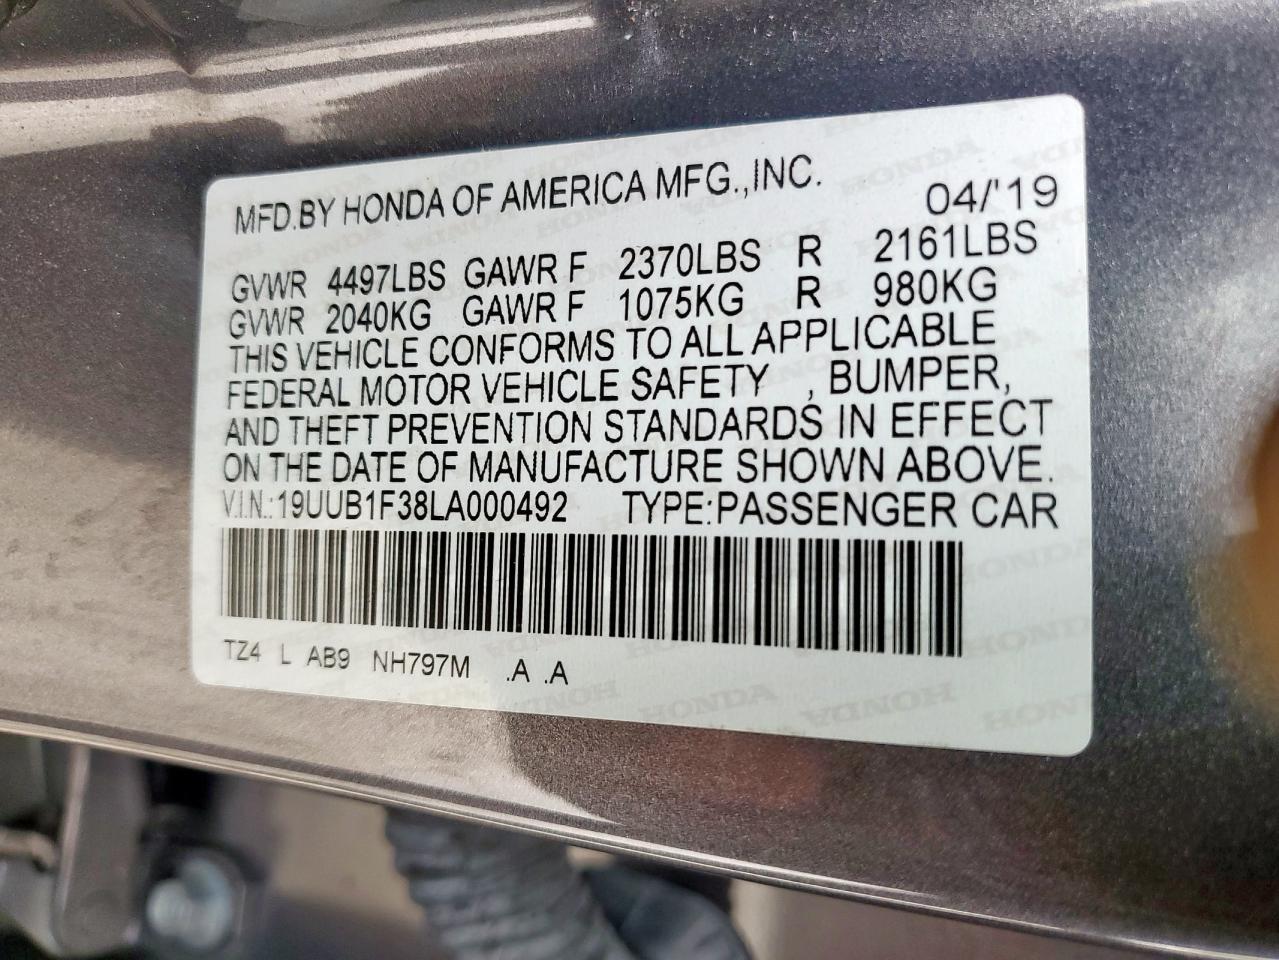 MFD.BY HONDA OF AMERICA MFG.,INC. 04/'19
GVWR 4497LBS GAWR F 2370LBS R 2161LBS
GVWR 2040KG GAWR F 1075KG R 980KG
THIS VEHICLE CONFORMS TO ALL APPLICABLE
FEDERAL MOTOR VEHICLE SAFETY , BUMPER,
AND THEFT PREVENTION STANDARDS IN EFFECT
ON THE DATE OF MANUFACTURE SHOWN ABOVE.
V.I.N.:19UUB1F38LA000492 TYPE:PASSENGER CAR
TZ4 L AB9 NH797M .A .A